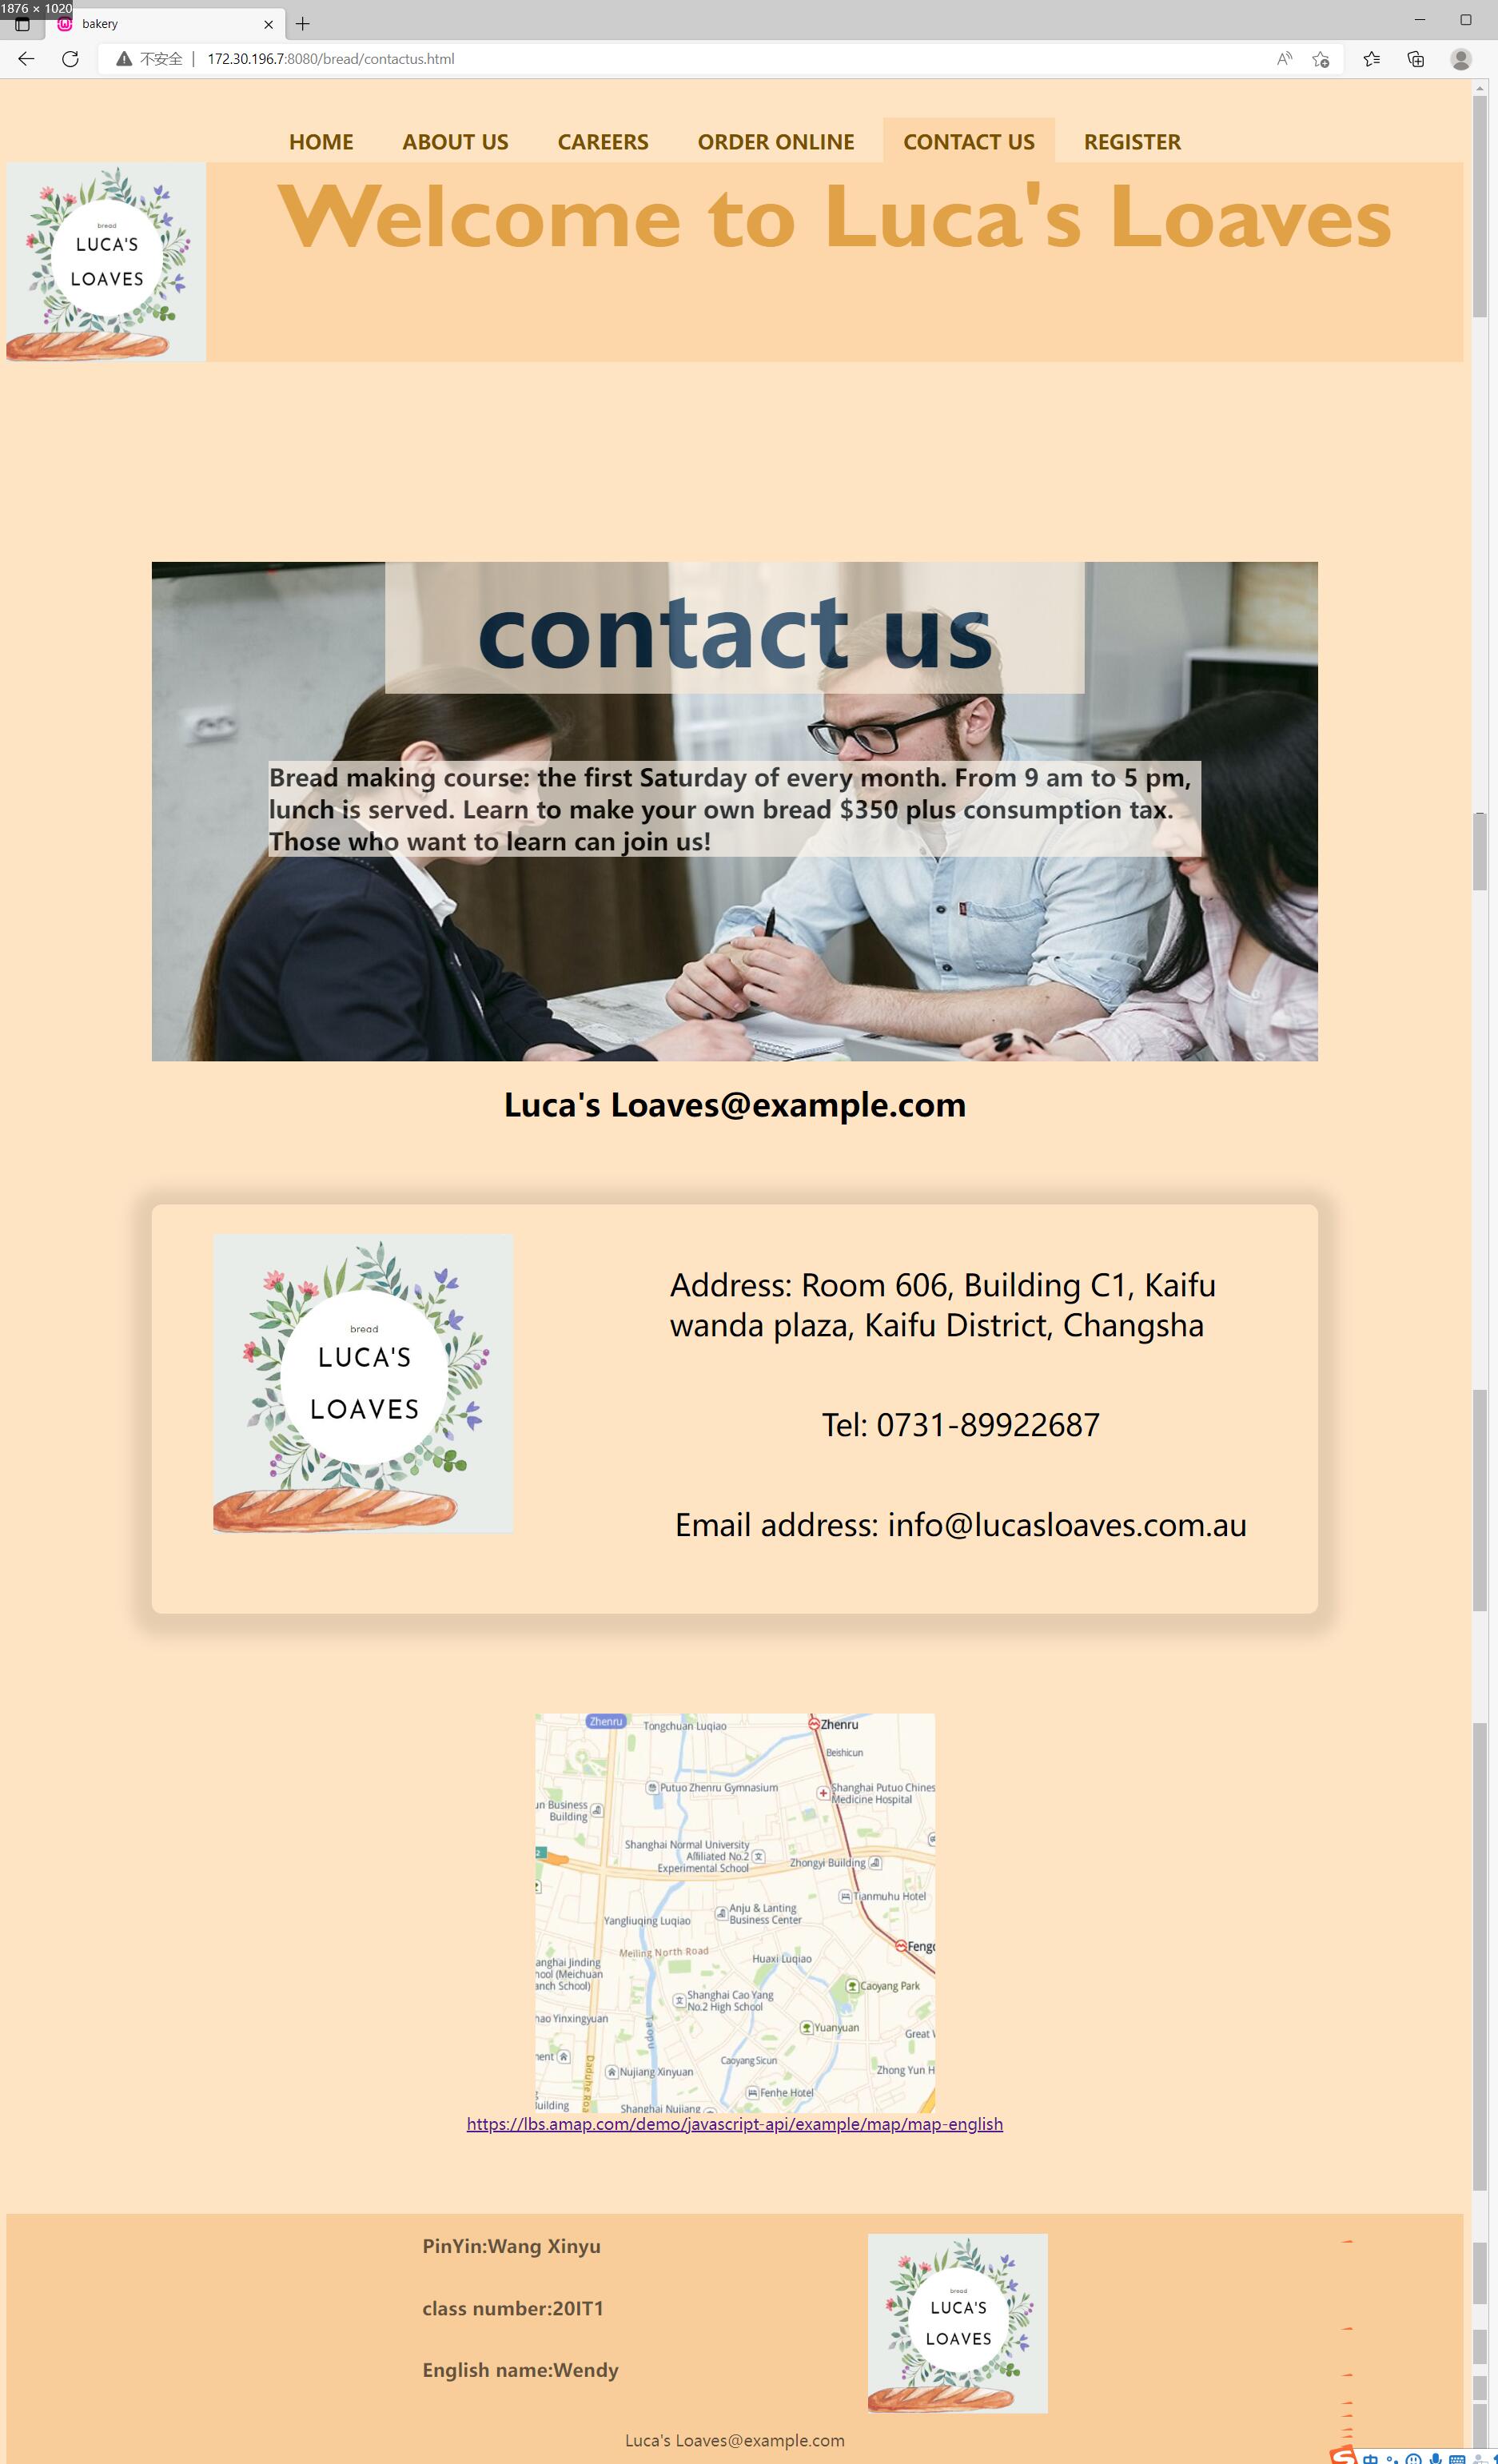 1876 × 1020
bakery
不安全 | 172.30.196.7:8080/bread/contactus.html
HOME ABOUT US CAREERS ORDER ONLINE CONTACT US REGISTER
bread
LUCA'S
LOAVES
Welcome to Luca's Loaves
contact us
Bread making course: the first Saturday of every month. From 9 am to 5 pm,
lunch is served. Learn to make your own bread $350 plus consumption tax.
Those who want to learn can join us!
Luca's Loaves@example.com
bread
LUCA'S
LOAVES
Address: Room 606, Building C1, Kaifu
wanda plaza, Kaifu District, Changsha
Tel: 0731-89922687
Email address: info@lucasloaves.com.au
Zhenru
Tongchuan Luqiao
Zhenru
Beishicun
Putuo Zhenru Gymnasium
Shanghai Putuo Chines
Medicine Hospital
un Business
Building
Shanghai Normal University
Affiliated No.2
Experimental School
Zhongyi Building
2
Tianmuhu Hotel
Anju & Lanting
Business Center
Yangliuqing Luqiao
Fengq
Meiling North Road
Huaxi Luqiao
anghai Jinding
hool (Meichuan
anch School)
Caoyang Park
Shanghai Cao Yang
No.2 High School
hao Yinxingyuan
Taopu
Yuanyuan
Great
ment
Caoyang Sicun
Nujiang Xinyuan
Zhong Yun H
Daduhe Roa
Fenhe Hotel
Building
Shanghai Nujiang
https://lbs.amap.com/demo/javascript-api/example/map/map-english
PinYin:Wang Xinyu
class number:20IT1
English name:Wendy
bread
LUCA'S
LOAVES
Luca's Loaves@example.com
中